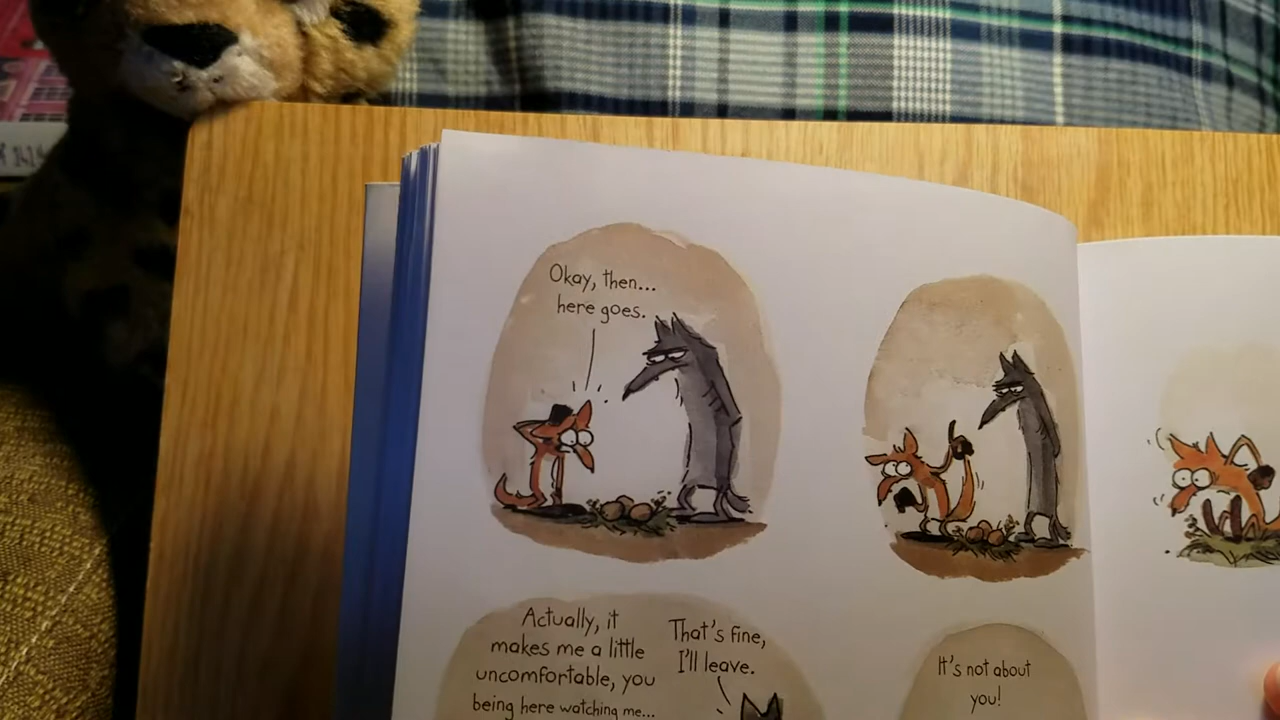 Okay, then...
here goes.
Actually, it
makes me a little
uncomfortable, you
being here watching me...
That's fine,
I'll leave.
It's not about
you!